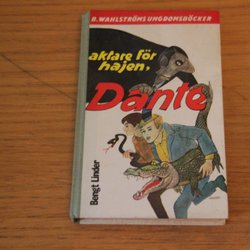 B. WAHLSTRÖMS UNGDOMSBÖCKER
aktare för
hajen,
Dante
Bengt Linder